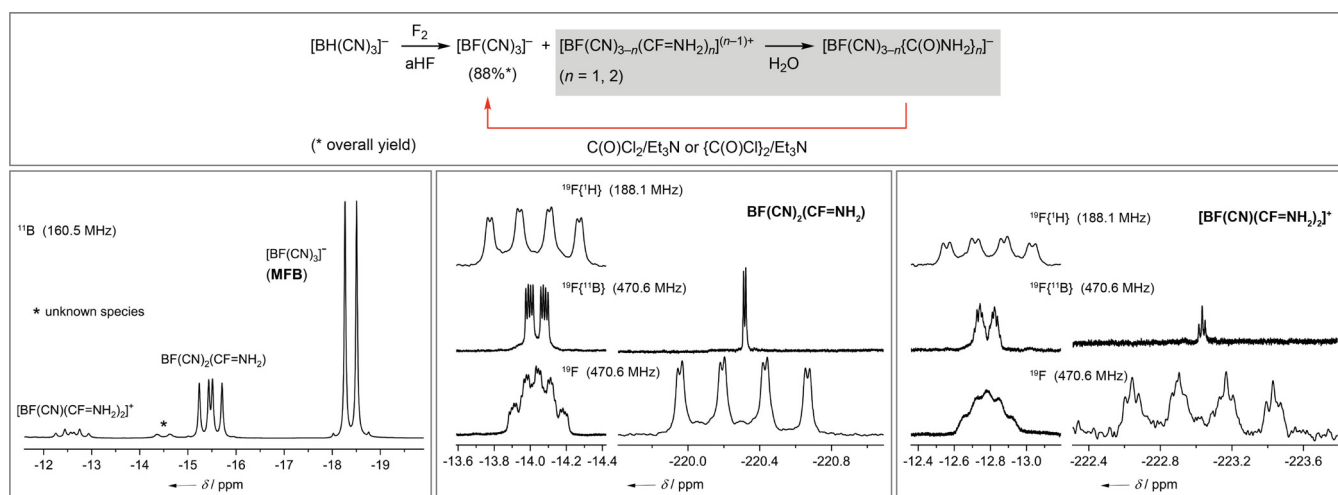 F₂
[BH(CN)₃]⁻ [BF(CN)₃]⁻ + [BF(CN)₃₋ₙ(CF=NH₂)ₙ]⁽ⁿ⁻¹⁾⁺ [BF(CN)₃₋ₙ{C(O)NH₂}ₙ]⁻
aHF (88%*) (n = 1, 2) H₂O
(* overall yield) C(O)Cl₂/Et₃N or {C(O)Cl}₂/Et₃N
¹¹B (160.5 MHz)
[BF(CN)₃]⁻
(MFB)
* unknown species
BF(CN)₂(CF=NH₂)
[BF(CN)(CF=NH₂)₂]⁺
*
-12 -13 -14 -15 -16 -17 -18 -19
← δ / ppm
¹⁹F{¹H} (188.1 MHz)
BF(CN)₂(CF=NH₂)
¹⁹F{¹¹B} (470.6 MHz)
¹⁹F (470.6 MHz)
-13.6 -13.8 -14.0 -14.2 -14.4 -220.0 -220.4 -220.8
← δ / ppm
¹⁹F{¹H} (188.1 MHz)
[BF(CN)(CF=NH₂)₂]⁺
¹⁹F{¹¹B} (470.6 MHz)
¹⁹F (470.6 MHz)
-12.4 -12.6 -12.8 -13.0 -222.4 -222.8 -223.2 -223.6
← δ / ppm